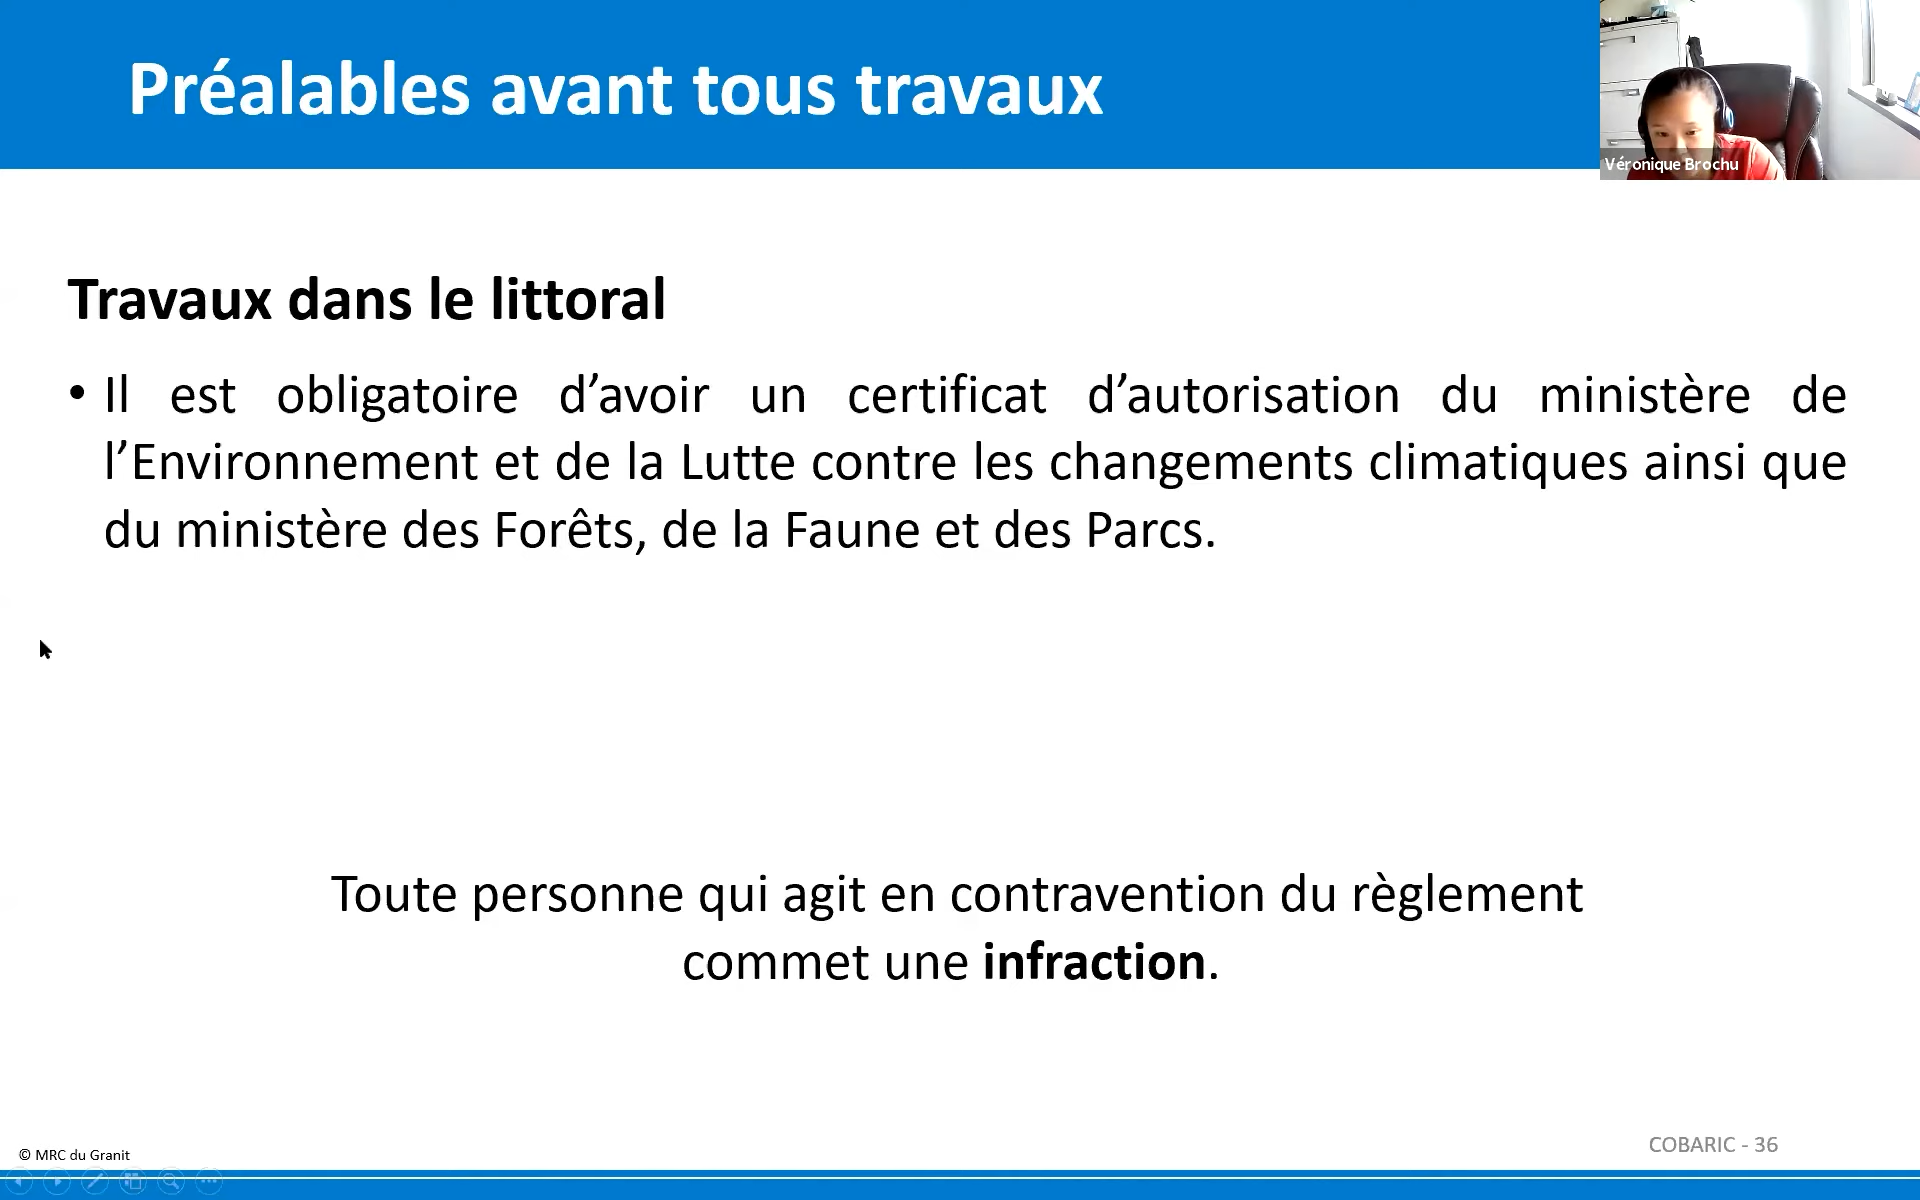 Préalables avant tous travaux
Véronique Brochu
Travaux dans le littoral
• Il est obligatoire d’avoir un certificat d’autorisation du ministère de
l’Environnement et de la Lutte contre les changements climatiques ainsi que
du ministère des Forêts, de la Faune et des Parcs.
Toute personne qui agit en contravention du règlement
commet une infraction.
© MRC du Granit
COBARIC - 36